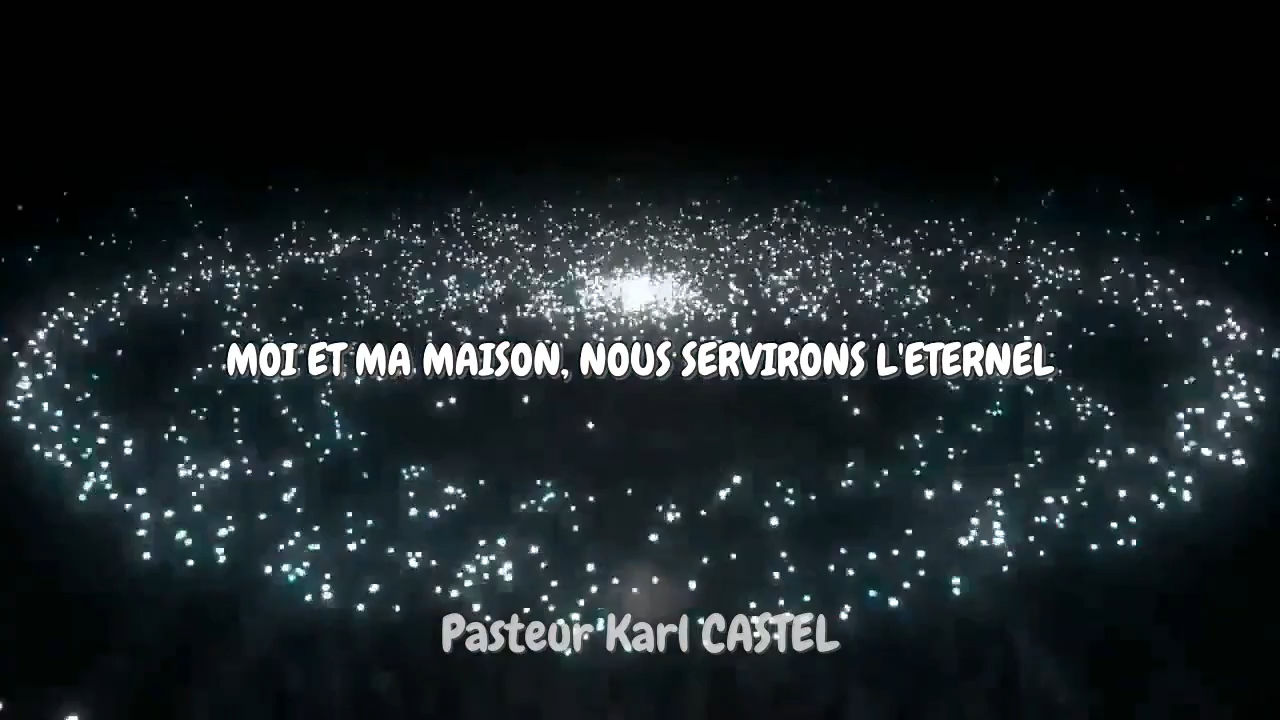 MOI ET MA MAISON, NOUS SERVIRONS L'ETERNEL
Pasteur Karl CASTEL